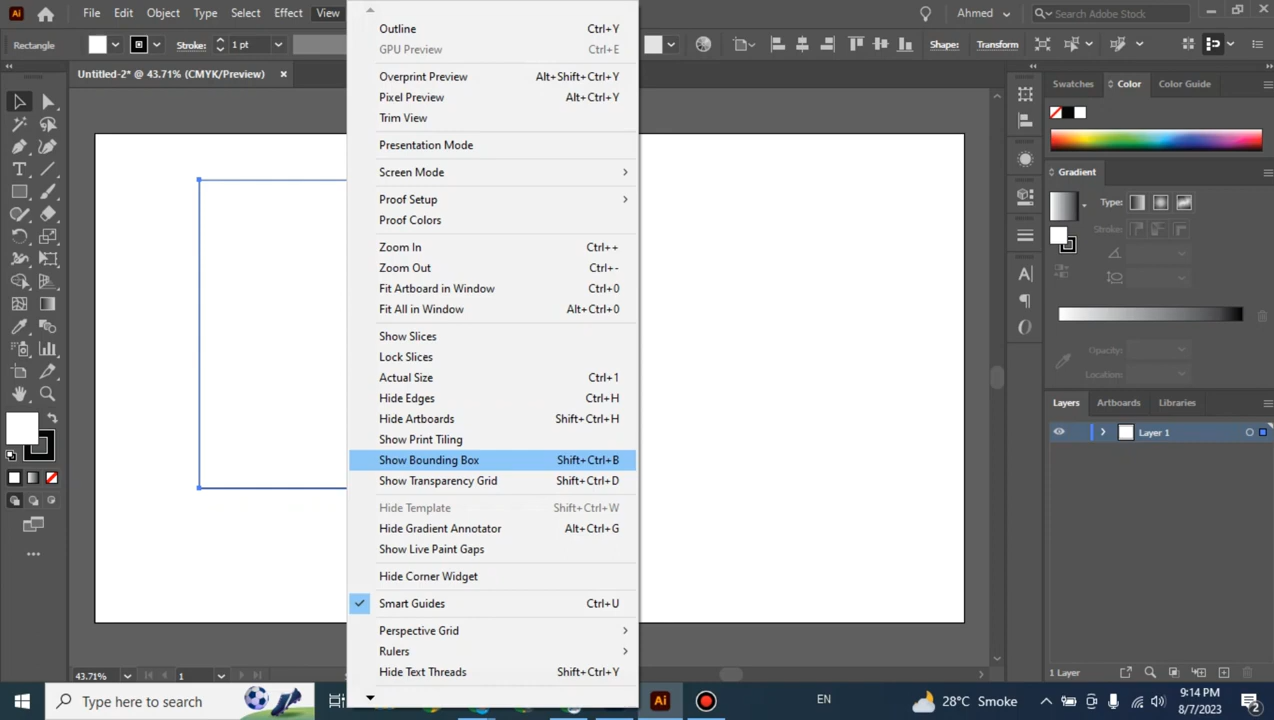 Ai File Edit Object Type Select Effect View Ahmed Search Adobe Stock
Rectangle Stroke: 1 pt Shape: Transform
Untitled-2* @ 43.71% (CMYK/Preview)
Outline Ctrl+Y
GPU Preview Ctrl+E
Overprint Preview Alt+Shift+Ctrl+Y
Pixel Preview Alt+Ctrl+Y
Trim View
Presentation Mode
Screen Mode
Proof Setup
Proof Colors
Zoom In Ctrl++
Zoom Out Ctrl+-
Fit Artboard in Window Ctrl+0
Fit All in Window Alt+Ctrl+0
Show Slices
Lock Slices
Actual Size Ctrl+1
Hide Edges Ctrl+H
Hide Artboards Shift+Ctrl+H
Show Print Tiling
Show Bounding Box Shift+Ctrl+B
Show Transparency Grid Shift+Ctrl+D
Hide Template Shift+Ctrl+W
Hide Gradient Annotator Alt+Ctrl+G
Show Live Paint Gaps
Hide Corner Widget
Smart Guides Ctrl+U
Perspective Grid
Rulers
Hide Text Threads Shift+Ctrl+Y
Swatches Color Color Guide
Gradient
Type:
Stroke:
Opacity:
Location:
Layers Artboards Libraries
Layer 1
1 Layer
43.71% 1
Type here to search
Ai
EN
28°C Smoke
9:14 PM
8/7/2023
2